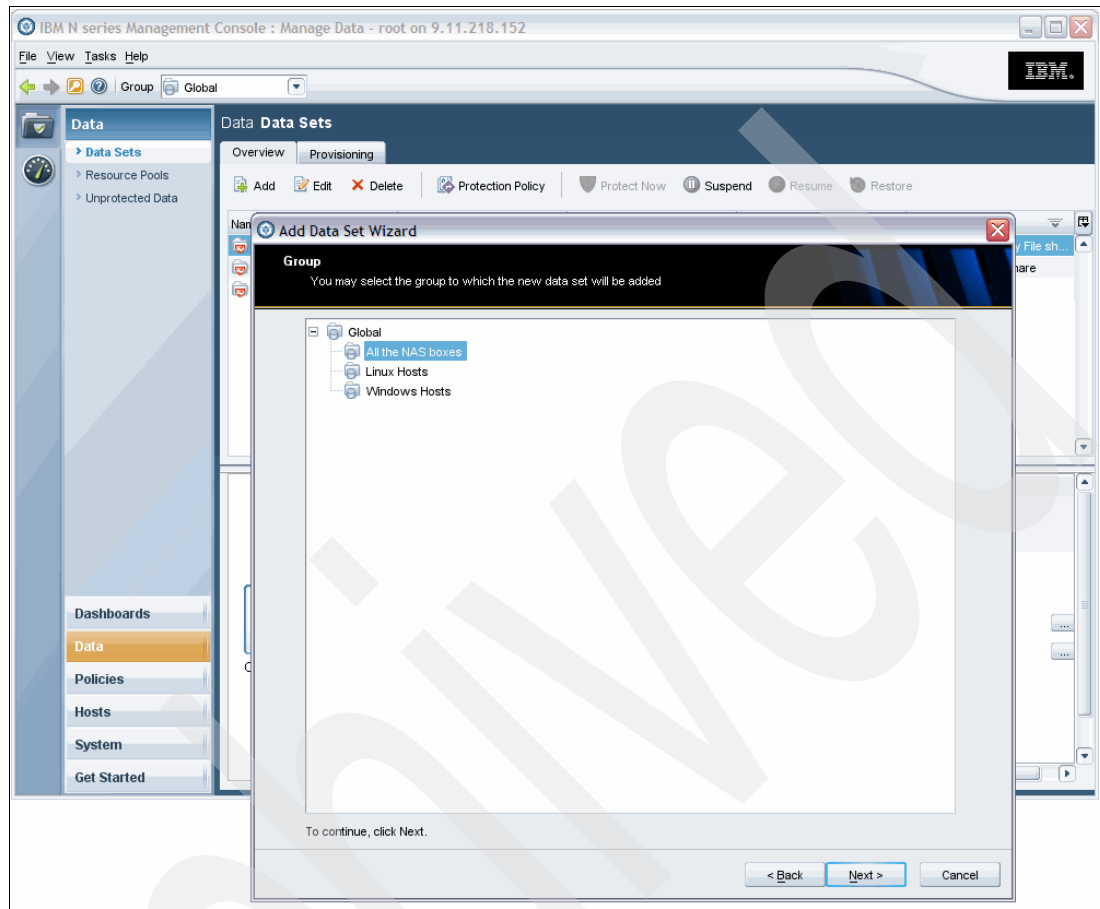 IBM N series Management Console : Manage Data - root on 9.11.218.152
File View Tasks Help
IBM.
Group Global
Data
Data Data Sets
> Data Sets
> Resource Pools
> Unprotected Data
Overview Provisioning
Add Edit Delete Protection Policy Protect Now Suspend Resume Restore
Nan
Add Data Set Wizard
y File sh...
hare
Group
You may select the group to which the new data set will be added
Global
All the NAS boxes
Linux Hosts
Windows Hosts
Dashboards
Data
Policies
Hosts
System
Get Started
...
...
To continue, click Next.
< Back Next > Cancel